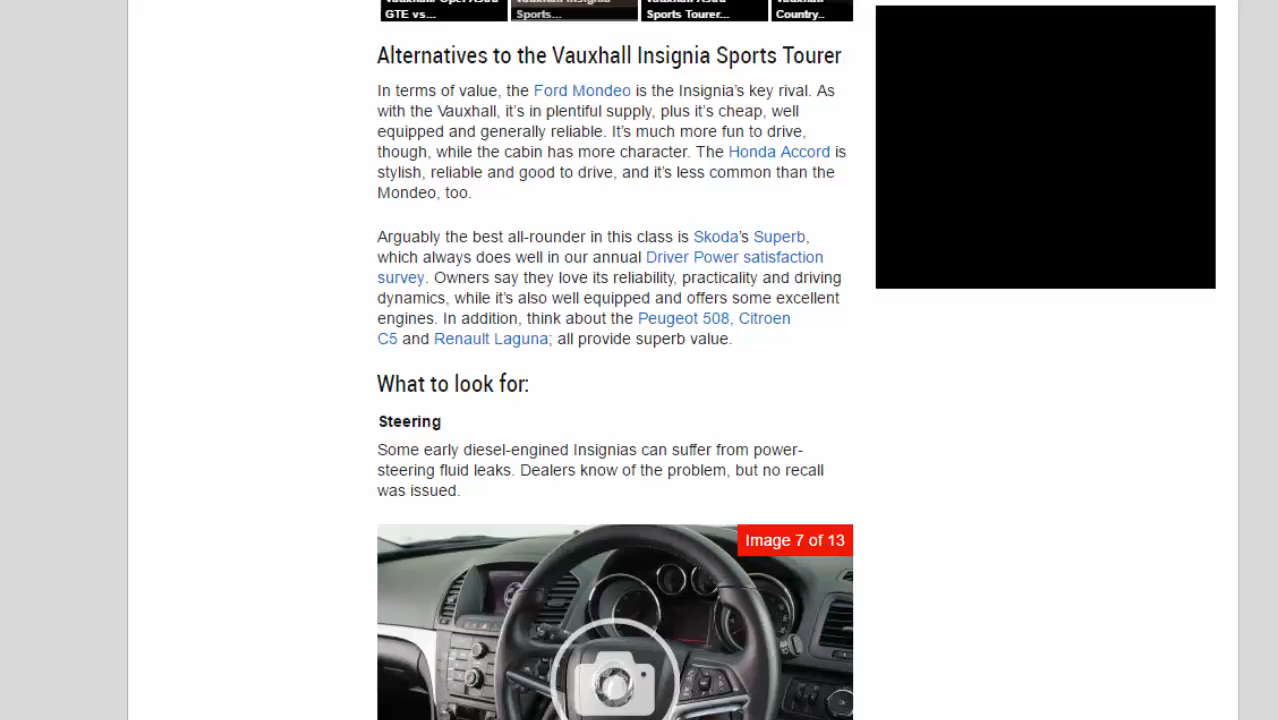 Vauxhall/Opel Astra
GTE vs...
Vauxhall Insignia
Sports...
Vauxhall Astra
Sports Tourer...
Vauxhall
Country..
Alternatives to the Vauxhall Insignia Sports Tourer
In terms of value, the Ford Mondeo is the Insignia’s key rival. As
with the Vauxhall, it’s in plentiful supply, plus it’s cheap, well
equipped and generally reliable. It’s much more fun to drive,
though, while the cabin has more character. The Honda Accord is
stylish, reliable and good to drive, and it’s less common than the
Mondeo, too.
Arguably the best all-rounder in this class is Skoda’s Superb,
which always does well in our annual Driver Power satisfaction
survey. Owners say they love its reliability, practicality and driving
dynamics, while it’s also well equipped and offers some excellent
engines. In addition, think about the Peugeot 508, Citroen
C5 and Renault Laguna; all provide superb value.
What to look for:
Steering
Some early diesel-engined Insignias can suffer from power-
steering fluid leaks. Dealers know of the problem, but no recall
was issued.
Image 7 of 13